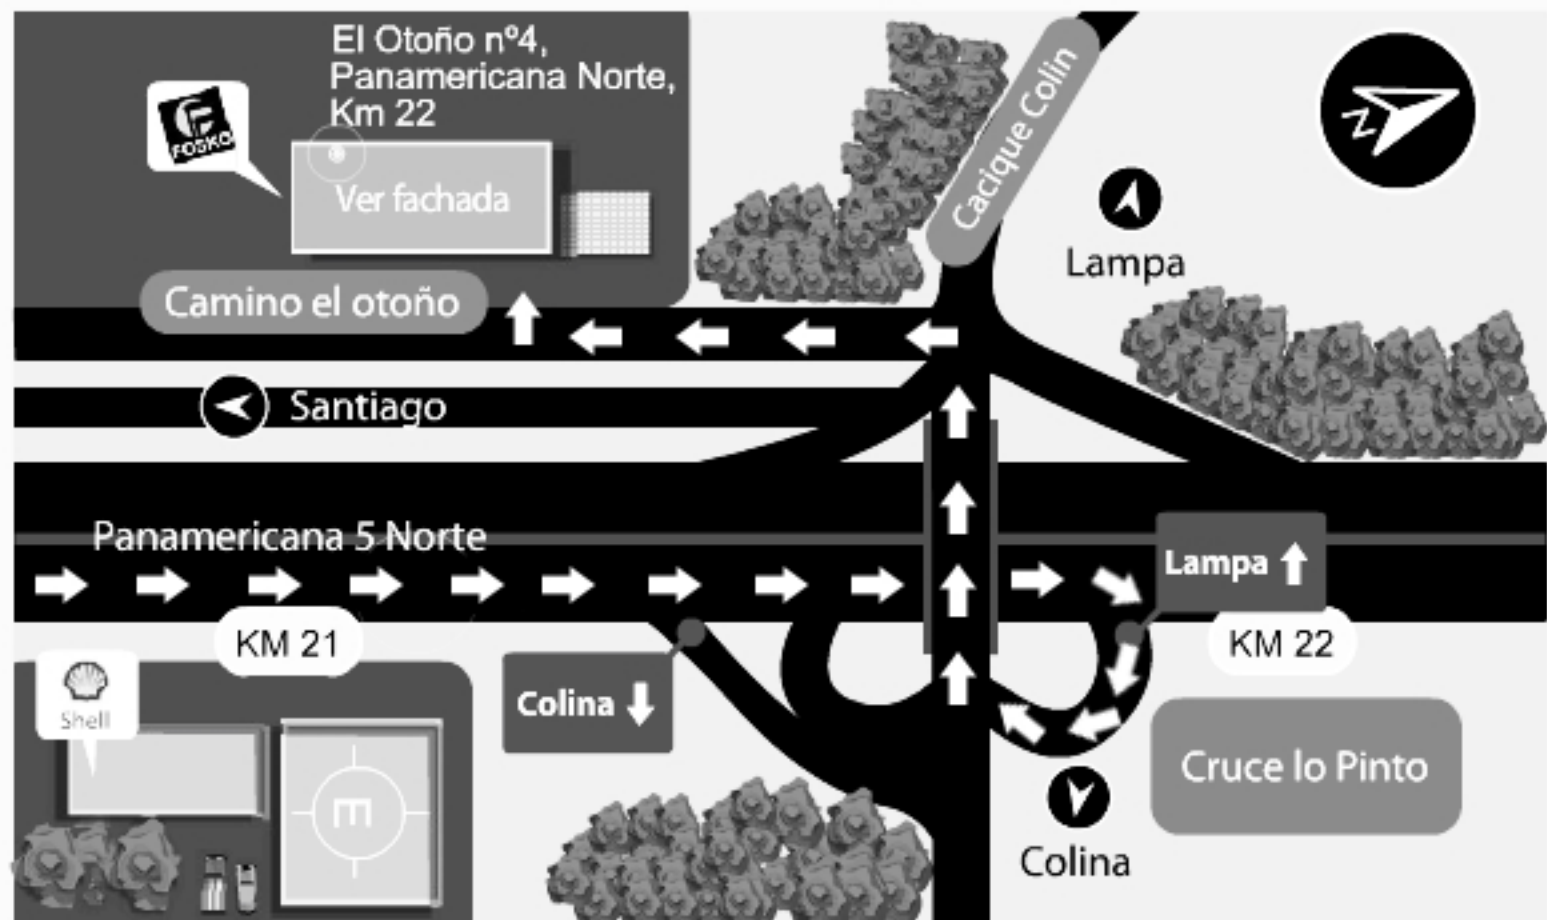 El Otoño nº4,
Panamericana Norte,
Km 22
FOSKO
Ver fachada
Cacique Colin
N
Lampa
Camino el otoño
Santiago
Panamericana 5 Norte
Lampa
KM 21
KM 22
Shell
Colina
Cruce lo Pinto
E
Colina